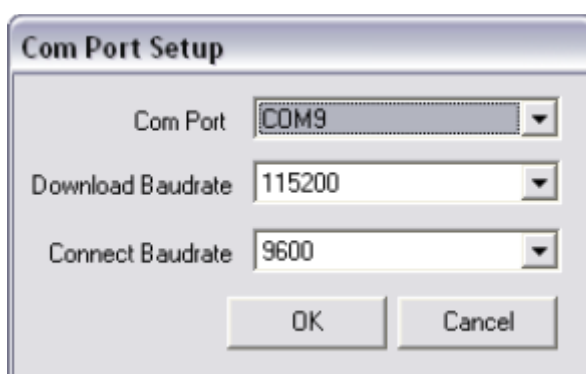 Com Port Setup
Com Port COM9
Download Baudrate 115200
Connect Baudrate 9600
OK Cancel